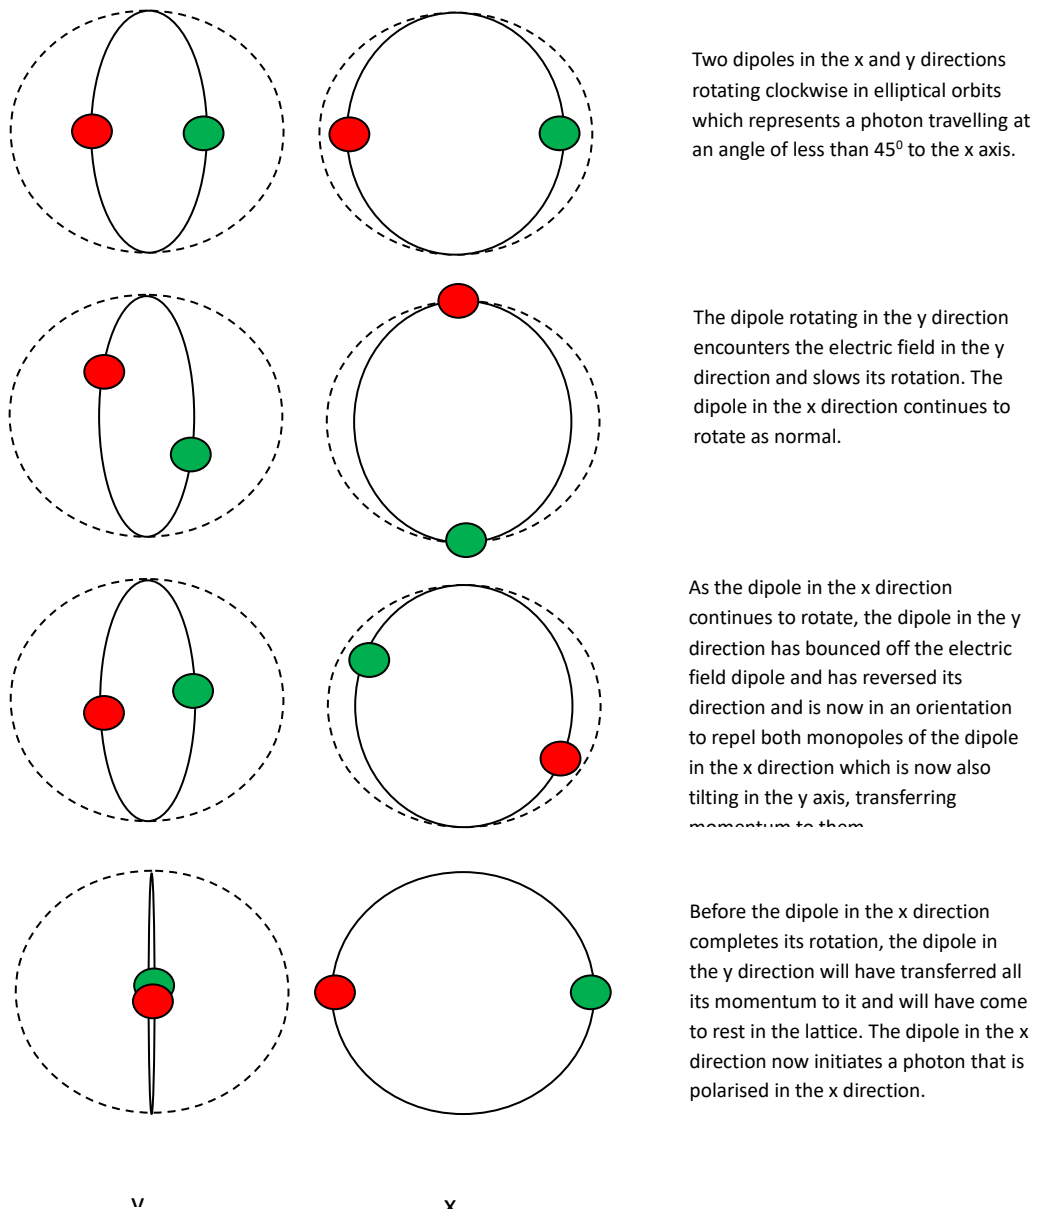 Two dipoles in the x and y directions
rotating clockwise in elliptical orbits
which represents a photon travelling at
an angle of less than 45⁰ to the x axis.
The dipole rotating in the y direction
encounters the electric field in the y
direction and slows its rotation. The
dipole in the x direction continues to
rotate as normal.
As the dipole in the x direction
continues to rotate, the dipole in the y
direction has bounced off the electric
field dipole and has reversed its
direction and is now in an orientation
to repel both monopoles of the dipole
in the x direction which is now also
tilting in the y axis, transferring
momentum to them
Before the dipole in the x direction
completes its rotation, the dipole in
the y direction will have transferred all
its momentum to it and will have come
to rest in the lattice. The dipole in the x
direction now initiates a photon that is
polarised in the x direction.
y x